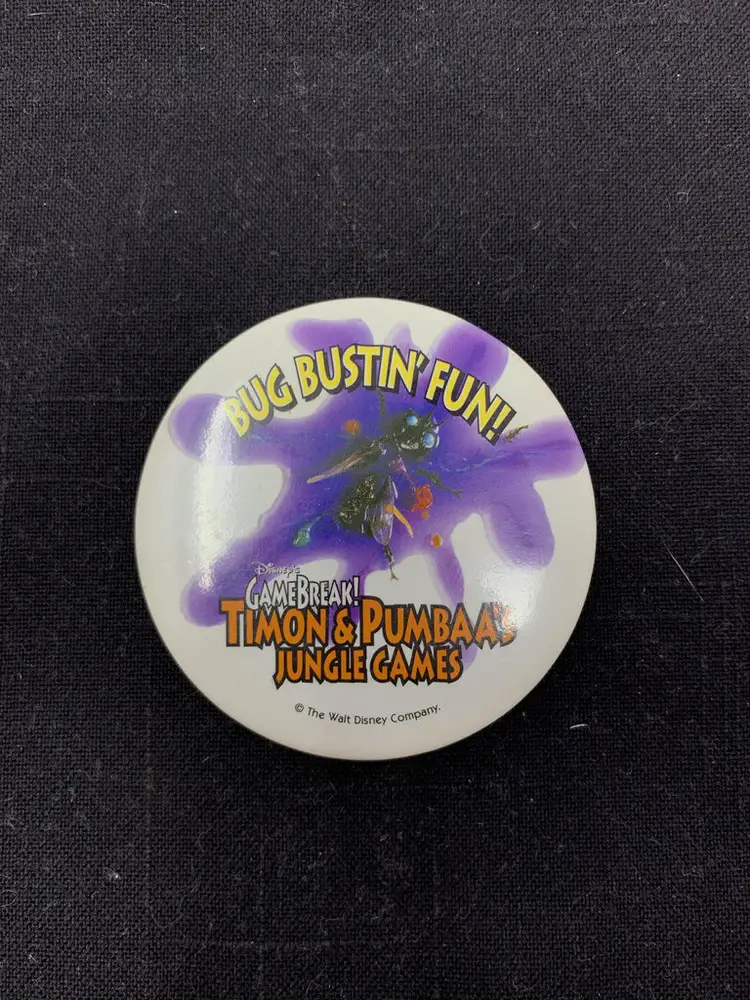 BUG BUSTIN' FUN!
DISNEY'S
GAMEBREAK!
TIMON & PUMBAA'S
JUNGLE GAMES
© The Walt Disney Company.